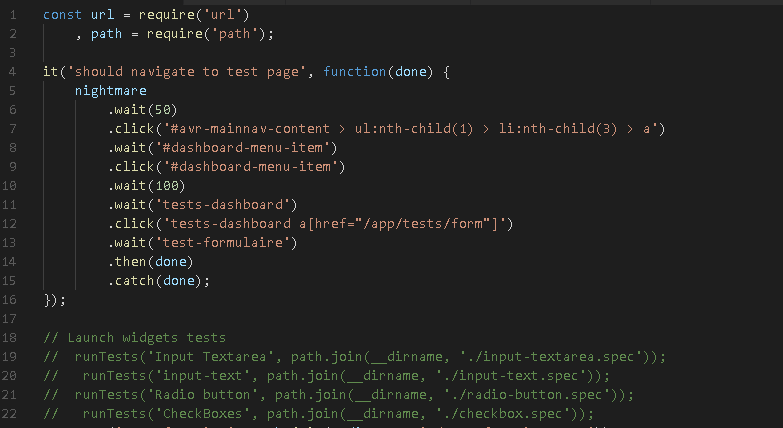 1 const url = require('url')
2     , path = require('path');
3
4 it('should navigate to test page', function(done) {
5     nightmare
6         .wait(50)
7         .click('#avr-mainnav-content > ul:nth-child(1) > li:nth-child(3) > a')
8         .wait('#dashboard-menu-item')
9         .click('#dashboard-menu-item')
10         .wait(100)
11         .wait('tests-dashboard')
12         .click('tests-dashboard a[href="/app/tests/form"]')
13         .wait('test-formulaire')
14         .then(done)
15         .catch(done);
16 });
17
18 // Launch widgets tests
19 //  runTests('Input Textarea', path.join(__dirname, './input-textarea.spec'));
20 //   runTests('input-text', path.join(__dirname, './input-text.spec'));
21 //  runTests('Radio button', path.join(__dirname, './radio-button.spec'));
22 //   runTests('CheckBoxes', path.join(__dirname, './checkbox.spec'));